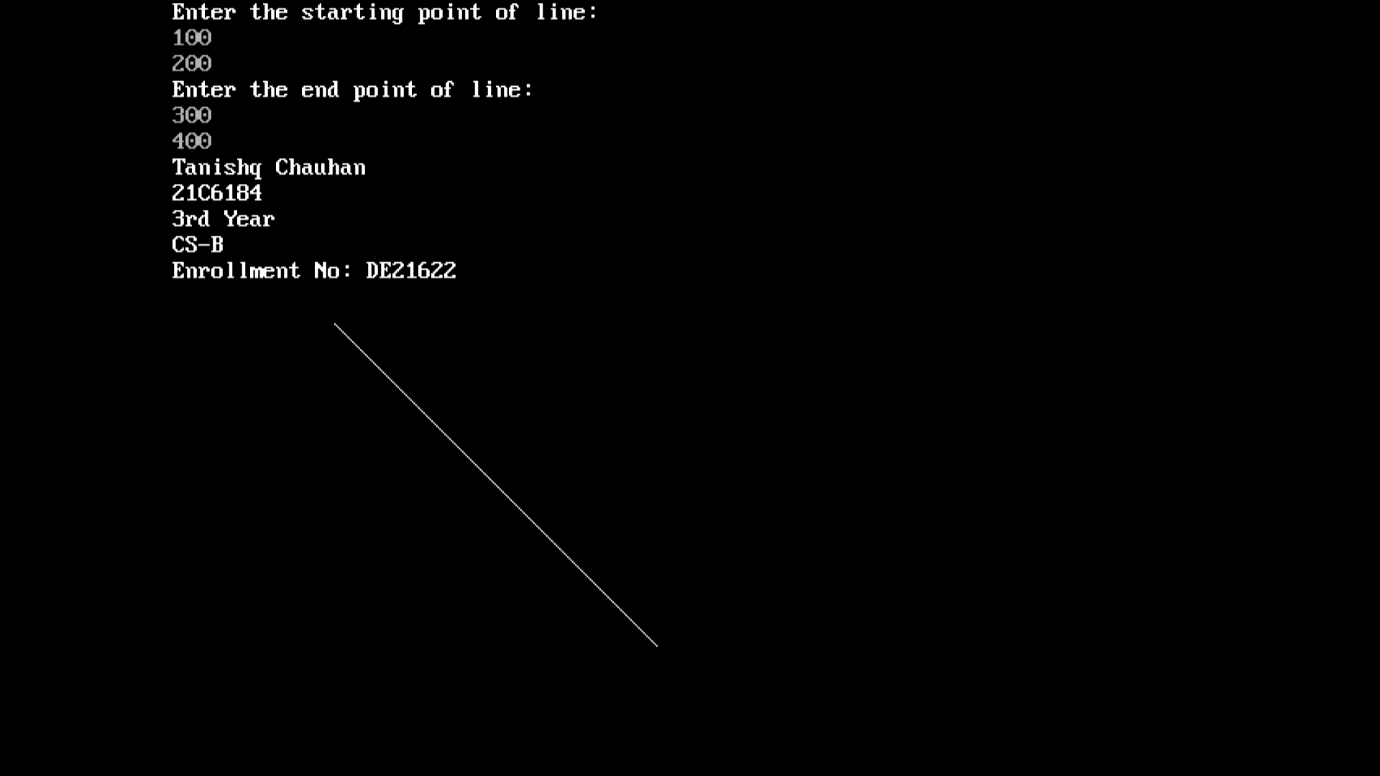 Enter the starting point of line:
100
200
Enter the end point of line:
300
400
Tanishq Chauhan
21C6184
3rd Year
CS-B
Enrollment No: DE21622